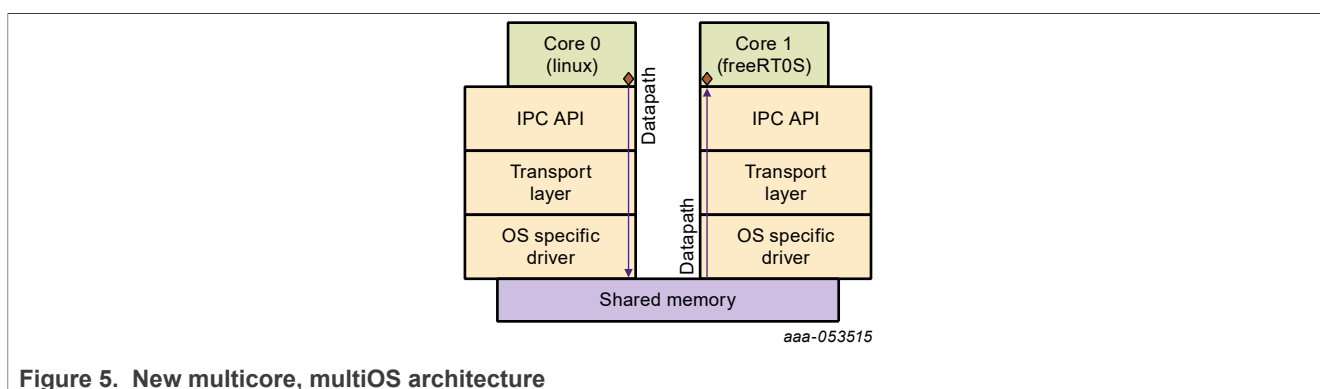 Core 0
(linux)
Datapath
IPC API
Transport
layer
OS specific
driver
Core 1
(freeRT0S)
Datapath
IPC API
Transport
layer
OS specific
driver
Shared memory
aaa-053515
Figure 5. New multicore, multiOS architecture